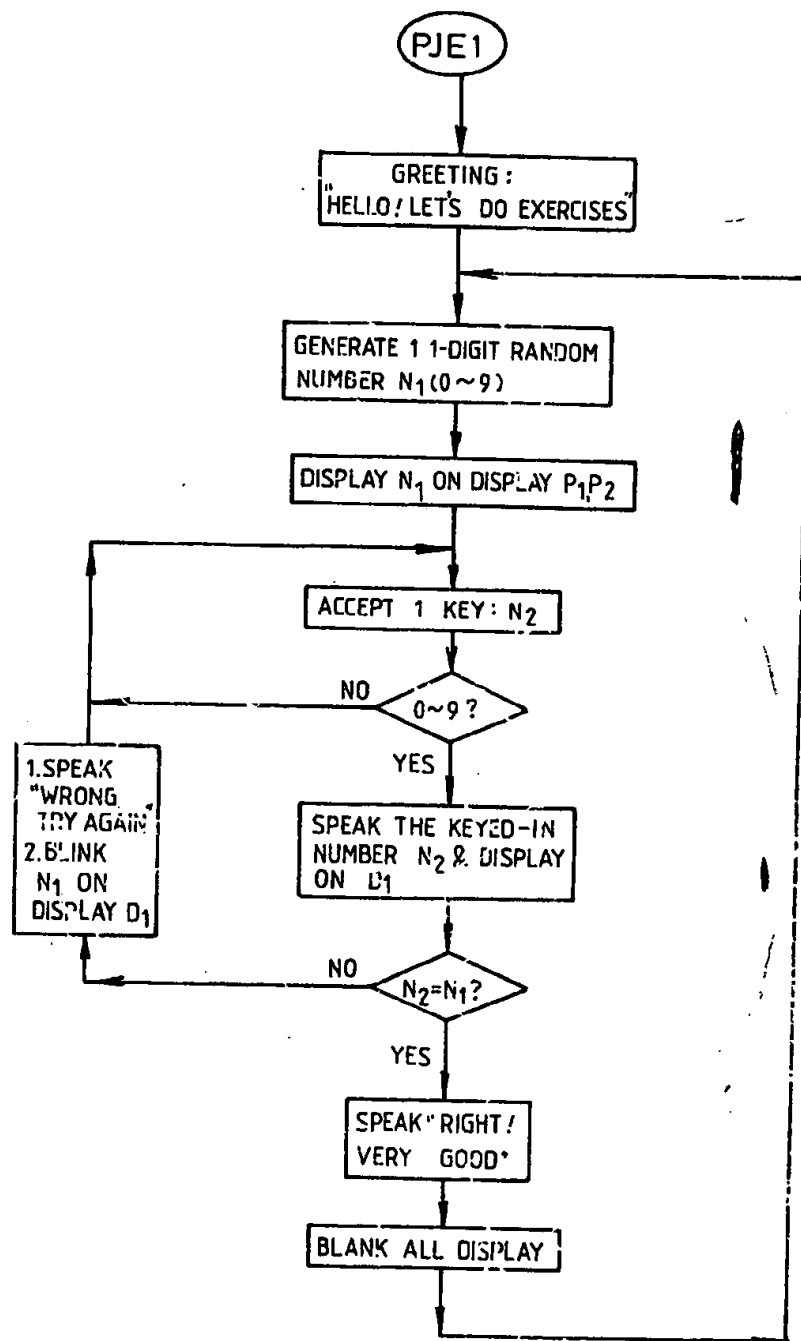 PJE1
GREETING:
"HELLO! LET'S DO EXERCISES"
GENERATE 1 1-DIGIT RANDOM
NUMBER N₁(0~9)
DISPLAY N₁ ON DISPLAY P₁,P₂
ACCEPT 1 KEY: N₂
NO
0~9?
YES
1.SPEAK
"WRONG,
TRY AGAIN"
2.BLINK
N₁ ON
DISPLAY D₁
SPEAK THE KEYED-IN
NUMBER N₂ & DISPLAY
ON D₁
NO
N₂=N₁?
YES
SPEAK "RIGHT!
VERY GOOD"
BLANK ALL DISPLAY